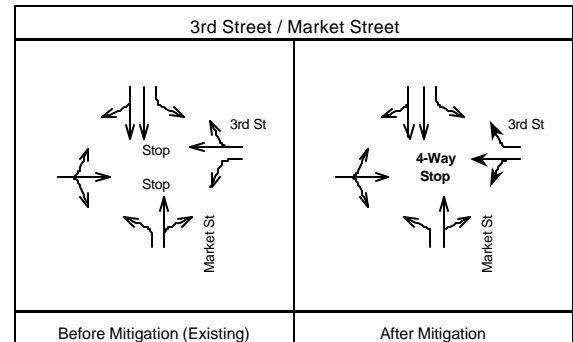 3rd Street / Market Street
3rd St
Stop
Stop
Market St
Before Mitigation (Existing)
3rd St
4-Way
Stop
Market St
After Mitigation